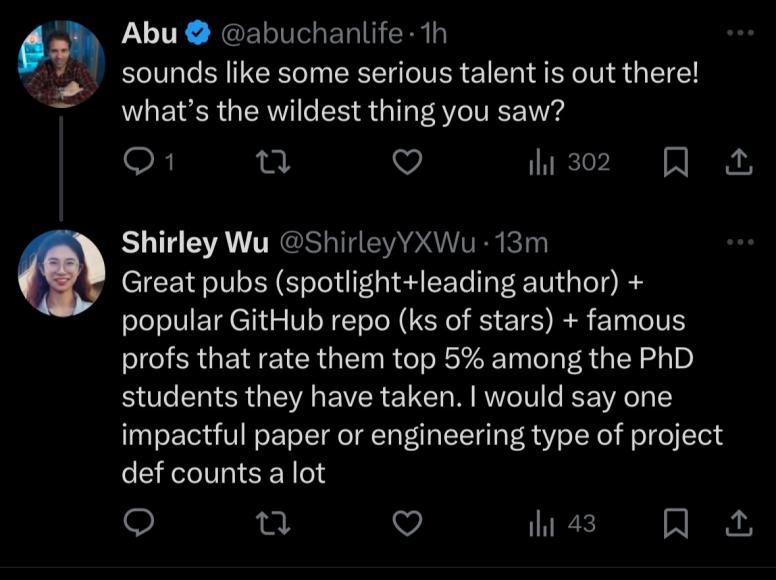 Abu @abuchanlife · 1h
sounds like some serious talent is out there!
what’s the wildest thing you saw?
1 302
Shirley Wu @ShirleyYXWu · 13m
Great pubs (spotlight+leading author) +
popular GitHub repo (ks of stars) + famous
profs that rate them top 5% among the PhD
students they have taken. I would say one
impactful paper or engineering type of project
def counts a lot
43